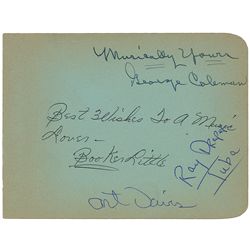 Musically Yours
George Coleman
Best Wishes To A Music
Lover –
Booker Little
Ray Draper
Tuba
Art Davis